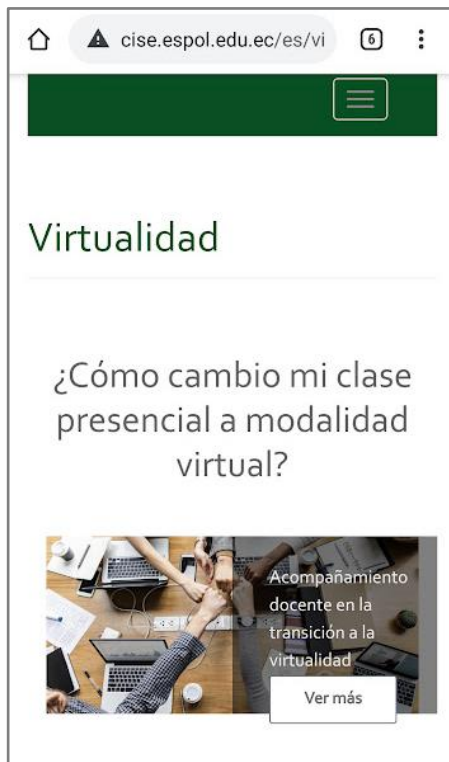 cise.espol.edu.ec/es/vi
6
Virtualidad
¿Cómo cambio mi clase
presencial a modalidad
virtual?
Acompañamiento
docente en la
transición a la
virtualidad
Ver más